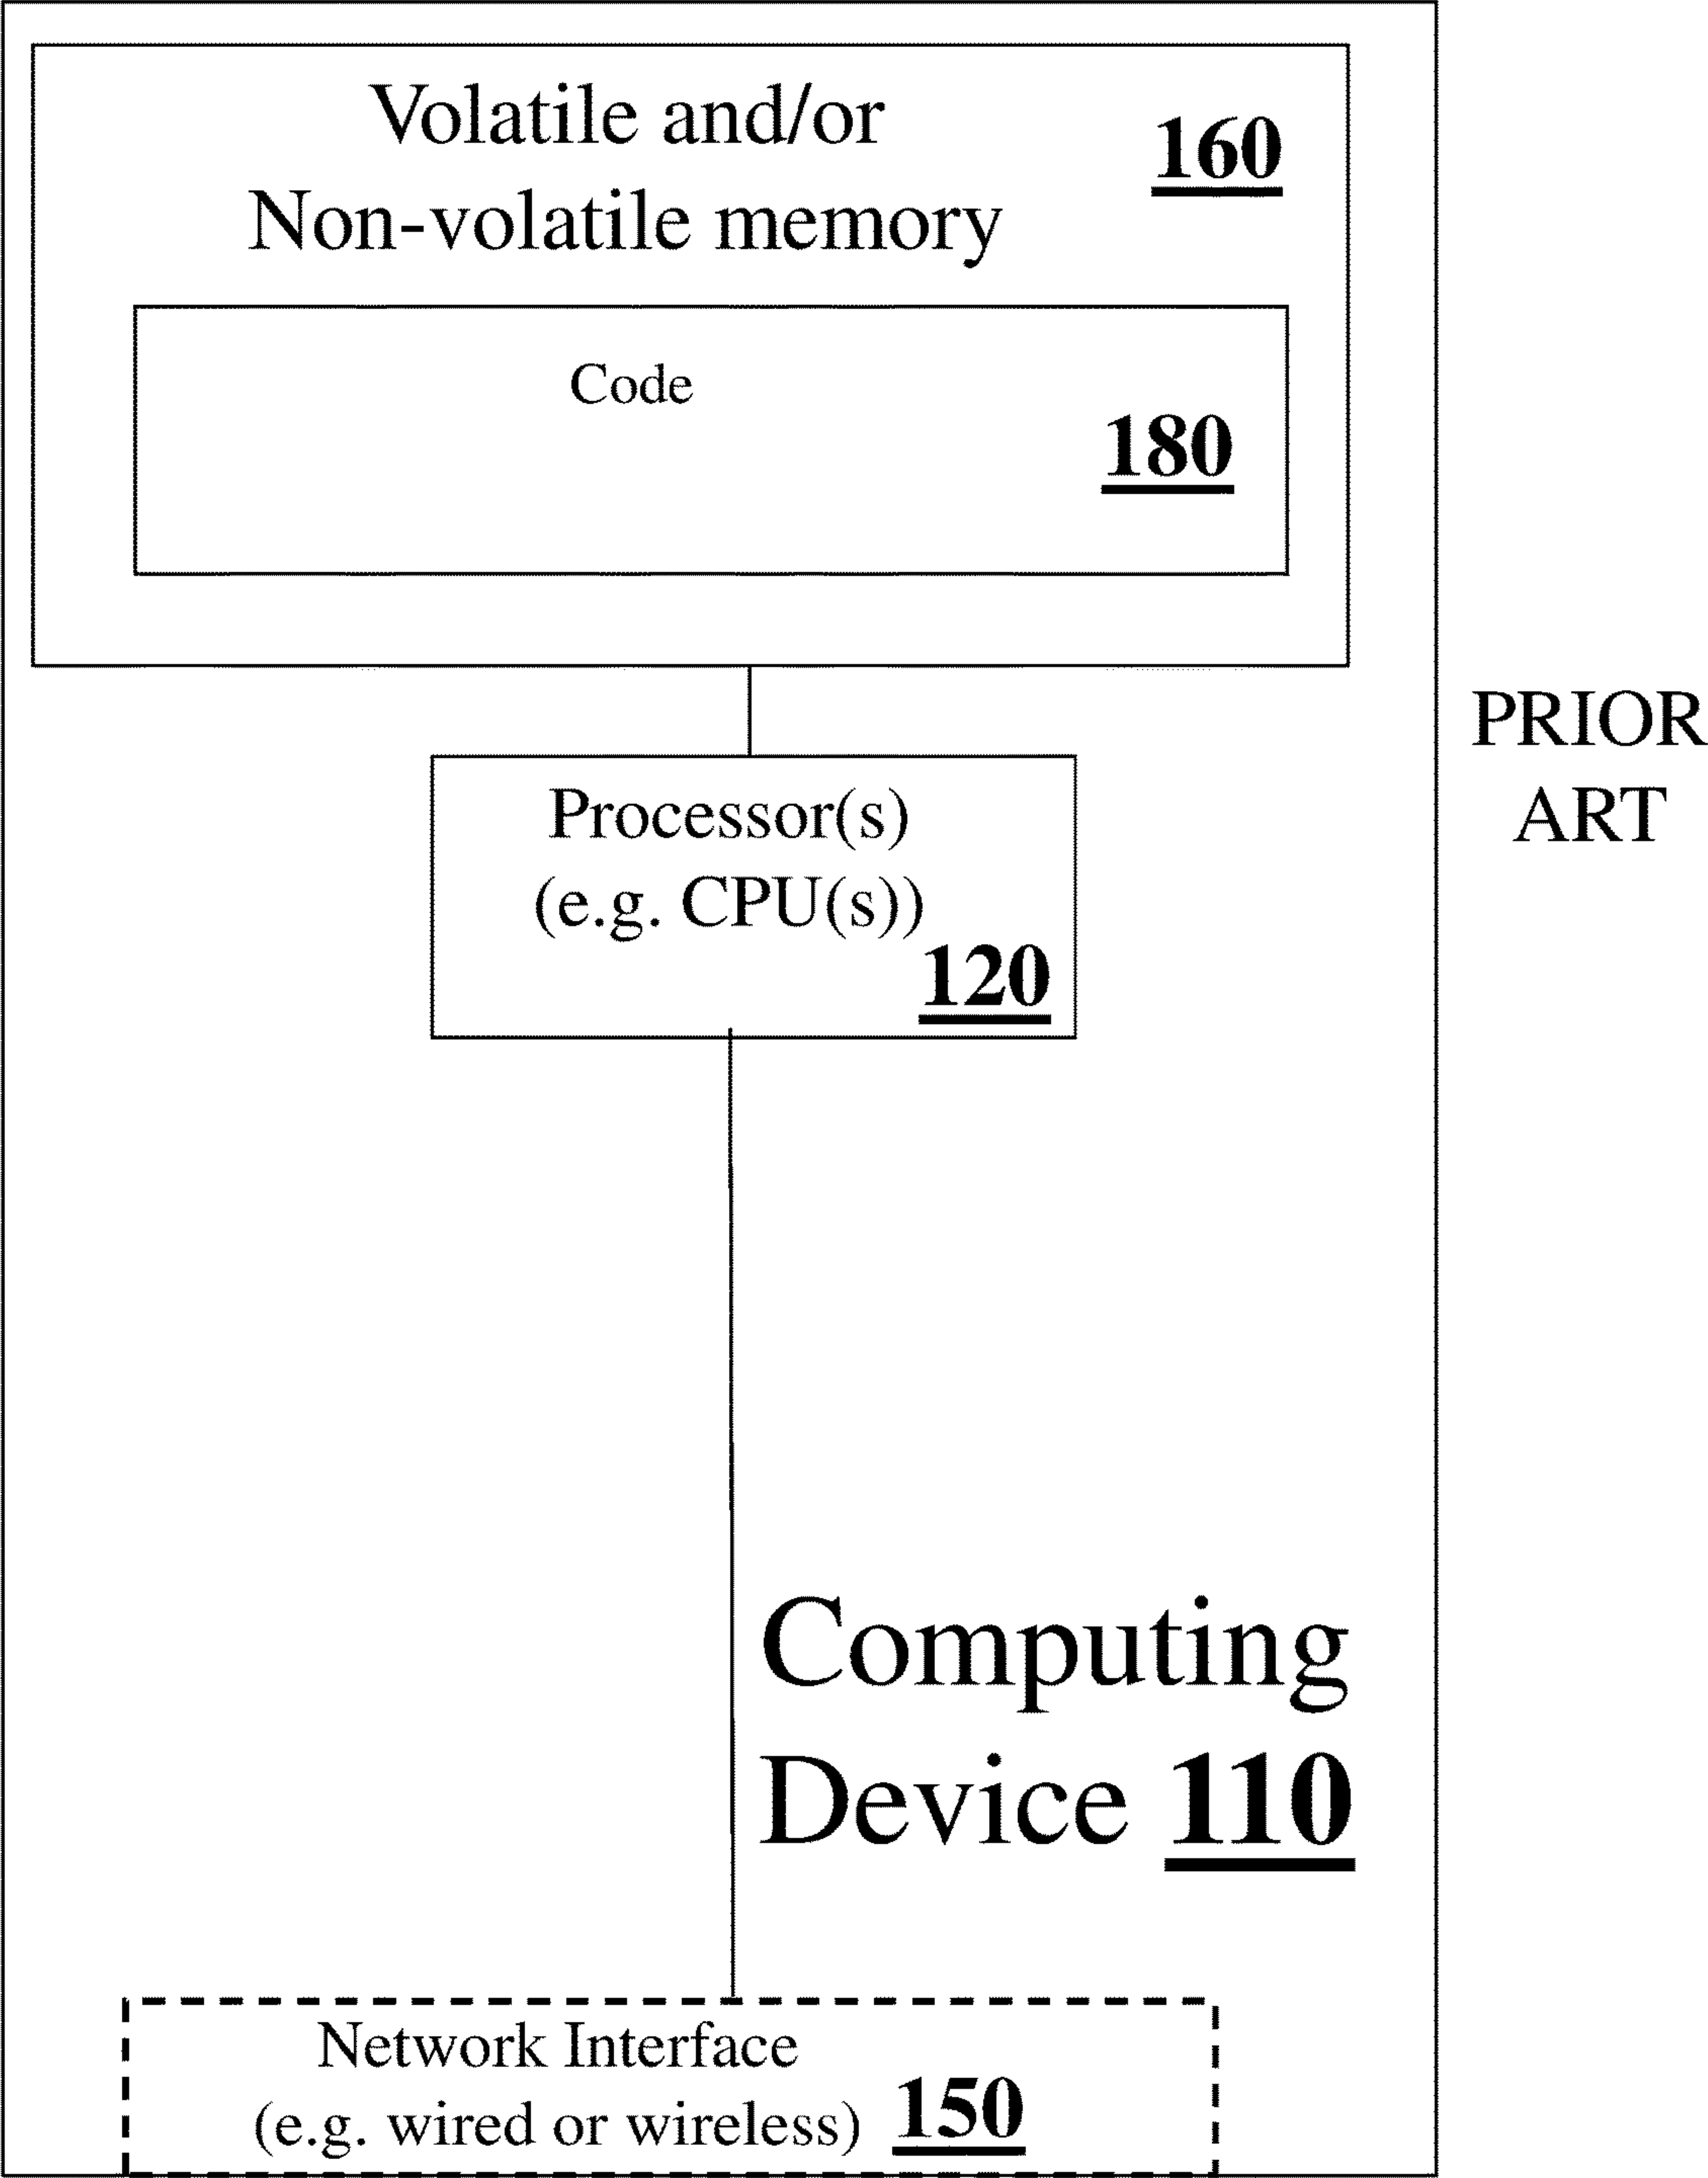 Volatile and/or
Non-volatile memory
160
Code
180
PRIOR
ART
Processor(s)
(e.g. CPU(s))
120
Computing
Device 110
Network Interface
(e.g. wired or wireless) 150